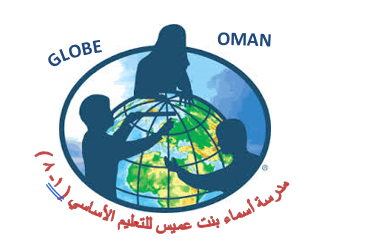 GLOBE OMAN
مدرسة أسماء بنت عميس للتعليم الأساسي ( ١-٨ )
®